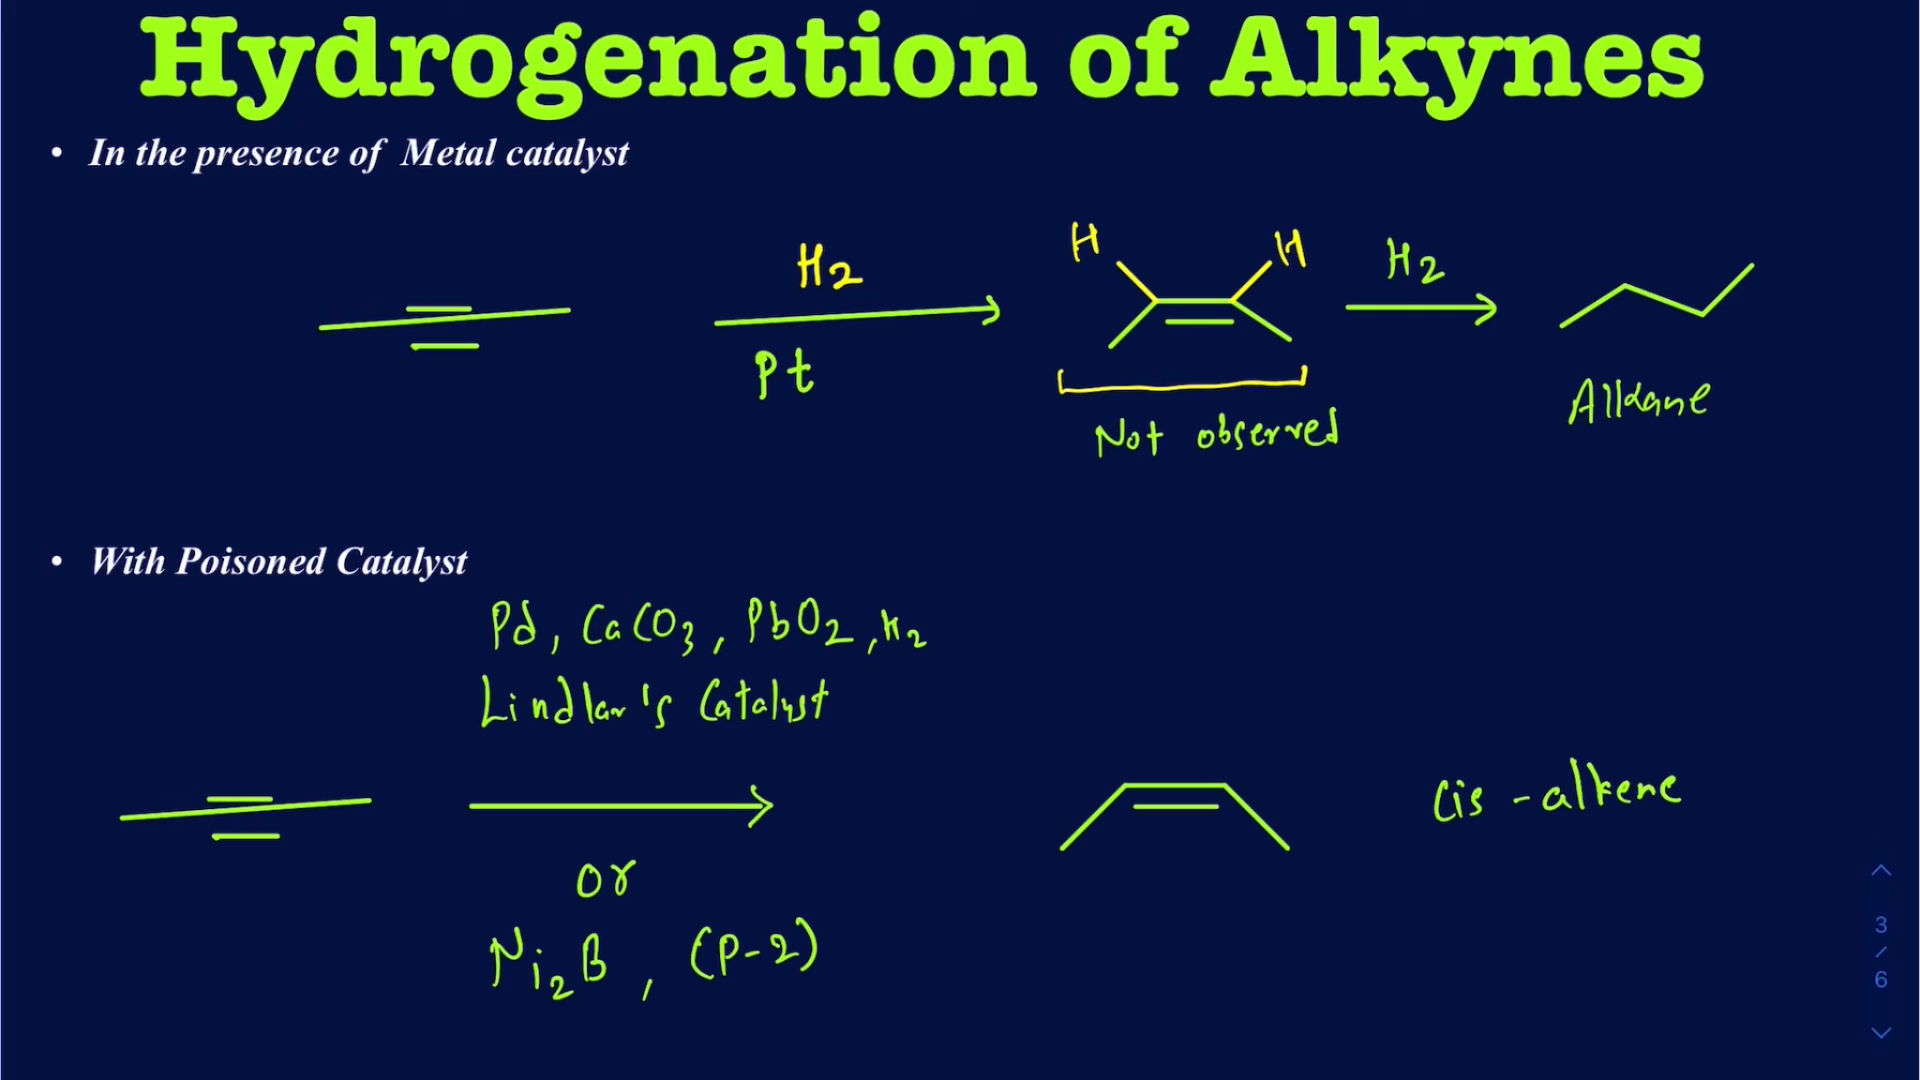 Hydrogenation of Alkynes
• In the presence of Metal catalyst
H H
H2 H2
Pt
Alkane
Not observed
• With Poisoned Catalyst
Pd, CaCO3, PbO2, H2
Lindlar's Catalyst
Cis-alkene
or
Ni2B, (P-2)
3
/
6